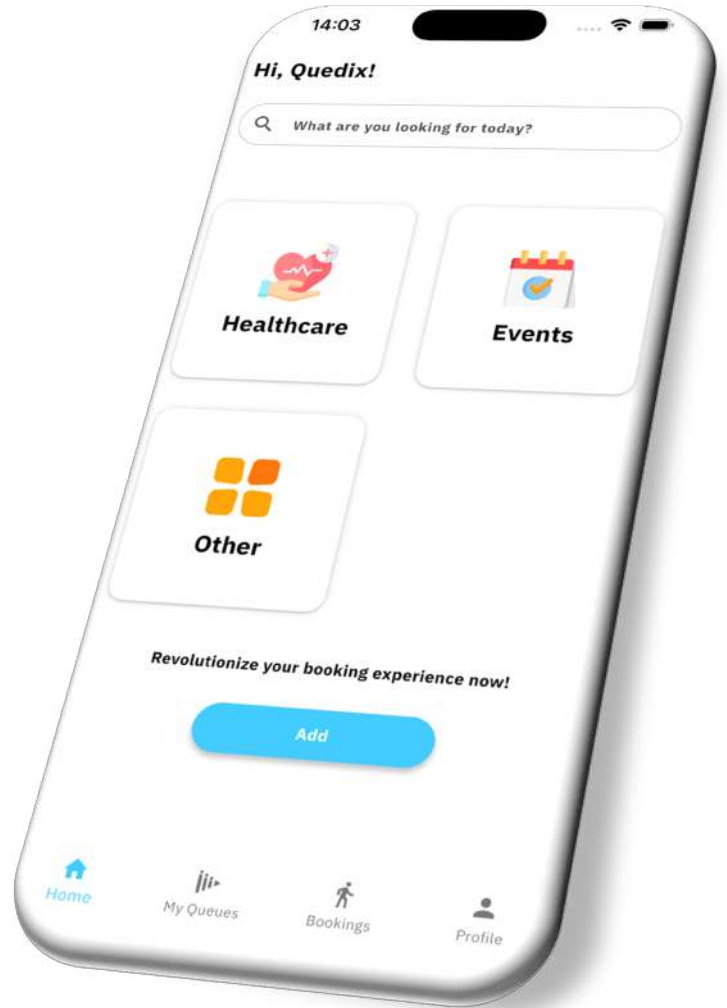 14:03
Hi, Quedix!
What are you looking for today?
Healthcare
Events
Other
Revolutionize your booking experience now!
Add
Home
My Queues
Bookings
Profile